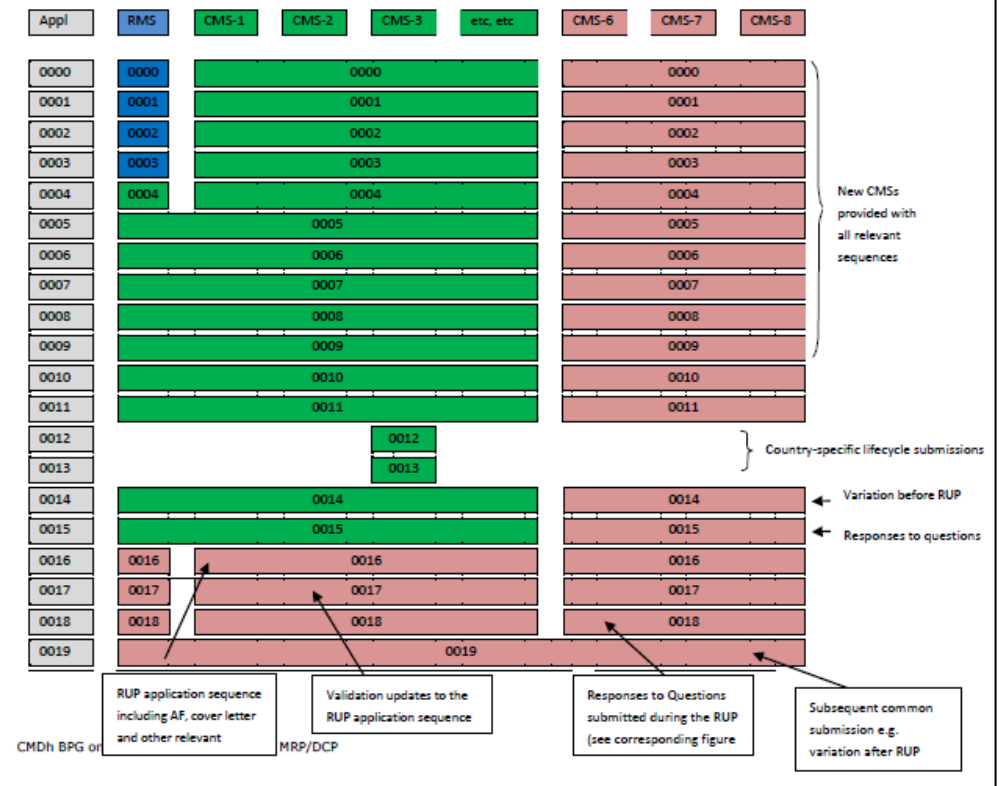 Appl RMS CMS-1 CMS-2 CMS-3 etc, etc CMS-6 CMS-7 CMS-8
0000 0000 0000 0000
0001 0001 0001 0001
0002 0002 0002 0002
0003 0003 0003 0003
0004 0004 0004 0004
0005 0005 0005
0006 0006 0006
0007 0007 0007
0008 0008 0008
0009 0009 0009
New CMSs
provided with
all relevant
sequences
0010 0010 0010
0011 0011 0011
0012 0012
0013 0013
Country-specific lifecycle submissions
0014 0014 0014 Variation before RUP
0015 0015 0015 Responses to questions
0016 0016 0016 0016
0017 0017 0017 0017
0018 0018 0018 0018
0019 0019
RUP application sequence
including AF, cover letter
and other relevant
Validation updates to the
RUP application sequence
Responses to Questions
submitted during the RUP
(see corresponding figure
Subsequent common
submission e.g.
variation after RUP
CMDh BPG on MRP/DCP